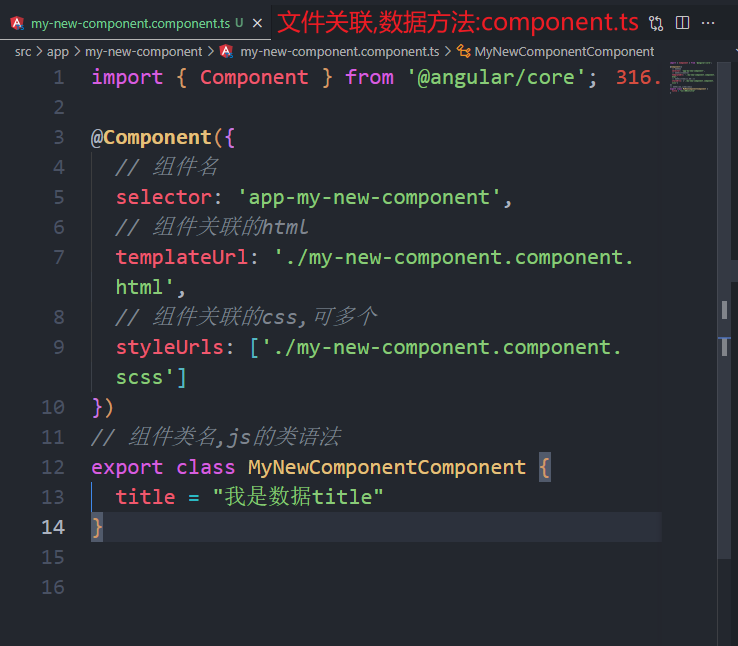 my-new-component.component.ts U × 文件关联,数据方法:component.ts ···
src > app > my-new-component > my-new-component.component.ts > MyNewComponentComponent
1 import { Component } from '@angular/core'; 316.
2
3 @Component({
4 // 组件名
5 selector: 'app-my-new-component',
6 // 组件关联的html
7 templateUrl: './my-new-component.component.
html',
8 // 组件关联的css,可多个
9 styleUrls: ['./my-new-component.component.
scss']
10 })
11 // 组件类名,js的类语法
12 export class MyNewComponentComponent {
13 title = "我是数据title"
14 }
15
16